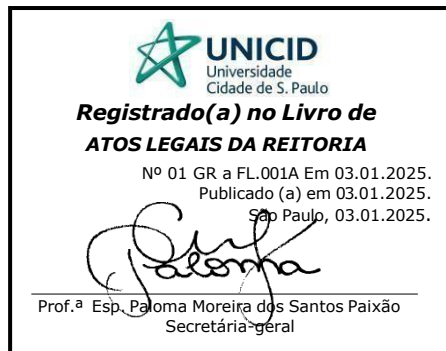 UNICID
Universidade
Cidade de S. Paulo
Registrado(a) no Livro de
ATOS LEGAIS DA REITORIA
Nº 01 GR a FL.001A Em 03.01.2025.
Publicado (a) em 03.01.2025.
São Paulo, 03.01.2025.
Paloma
Prof.ª Esp. Paloma Moreira dos Santos Paixão
Secretária-geral